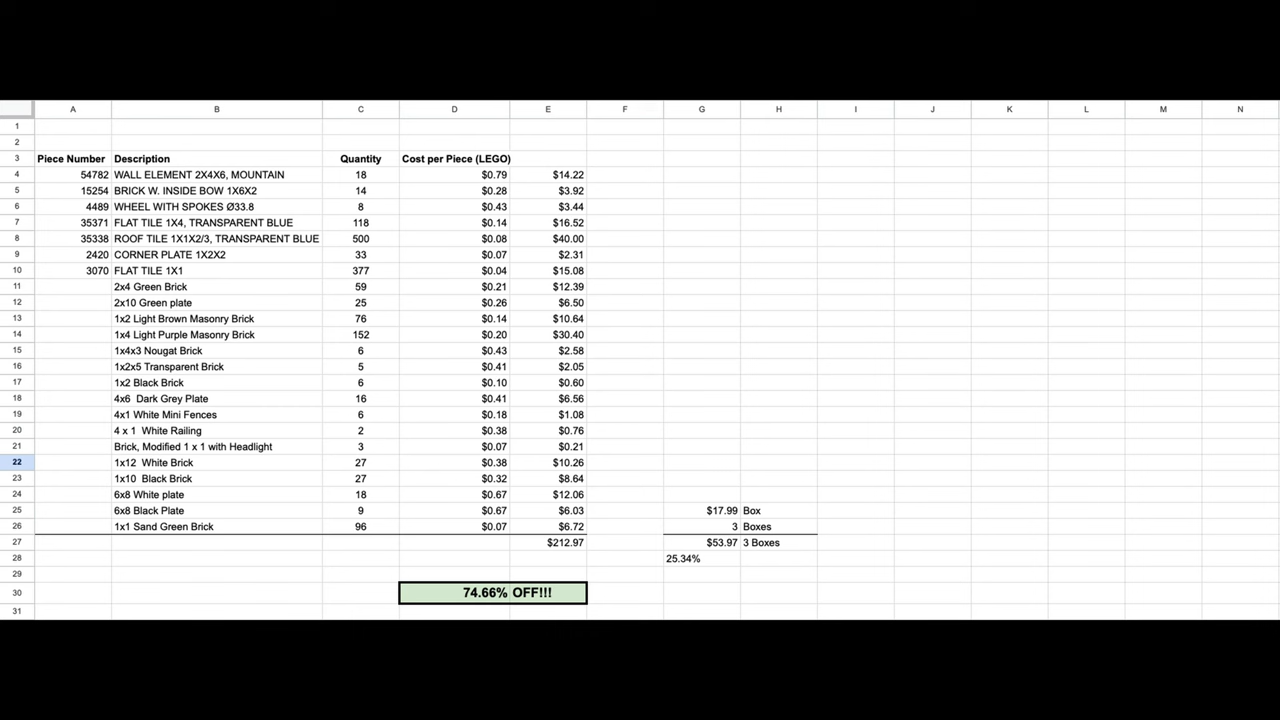 A B C D E F G H I J K L M N
1
2
3 Piece Number Description Quantity Cost per Piece (LEGO)
4 54782 WALL ELEMENT 2X4X6, MOUNTAIN 18 $0.79 $14.22
5 15254 BRICK W. INSIDE BOW 1X6X2 14 $0.28 $3.92
6 4489 WHEEL WITH SPOKES Ø33.8 8 $0.43 $3.44
7 35371 FLAT TILE 1X4, TRANSPARENT BLUE 118 $0.14 $16.52
8 35338 ROOF TILE 1X1X2/3, TRANSPARENT BLUE 500 $0.08 $40.00
9 2420 CORNER PLATE 1X2X2 33 $0.07 $2.31
10 3070 FLAT TILE 1X1 377 $0.04 $15.08
11 2x4 Green Brick 59 $0.21 $12.39
12 2x10 Green plate 25 $0.26 $6.50
13 1x2 Light Brown Masonry Brick 76 $0.14 $10.64
14 1x4 Light Purple Masonry Brick 152 $0.20 $30.40
15 1x4x3 Nougat Brick 6 $0.43 $2.58
16 1x2x5 Transparent Brick 5 $0.41 $2.05
17 1x2 Black Brick 6 $0.10 $0.60
18 4x6 Dark Grey Plate 16 $0.41 $6.56
19 4x1 White Mini Fences 6 $0.18 $1.08
20 4 x 1 White Railing 2 $0.38 $0.76
21 Brick, Modified 1 x 1 with Headlight 3 $0.07 $0.21
22 1x12 White Brick 27 $0.38 $10.26
23 1x10 Black Brick 27 $0.32 $8.64
24 6x8 White plate 18 $0.67 $12.06
25 6x8 Black Plate 9 $0.67 $6.03 $17.99 Box
26 1x1 Sand Green Brick 96 $0.07 $6.72 3 Boxes
27 $212.97 $53.97 3 Boxes
28 25.34%
29
30 74.66% OFF!!!
31